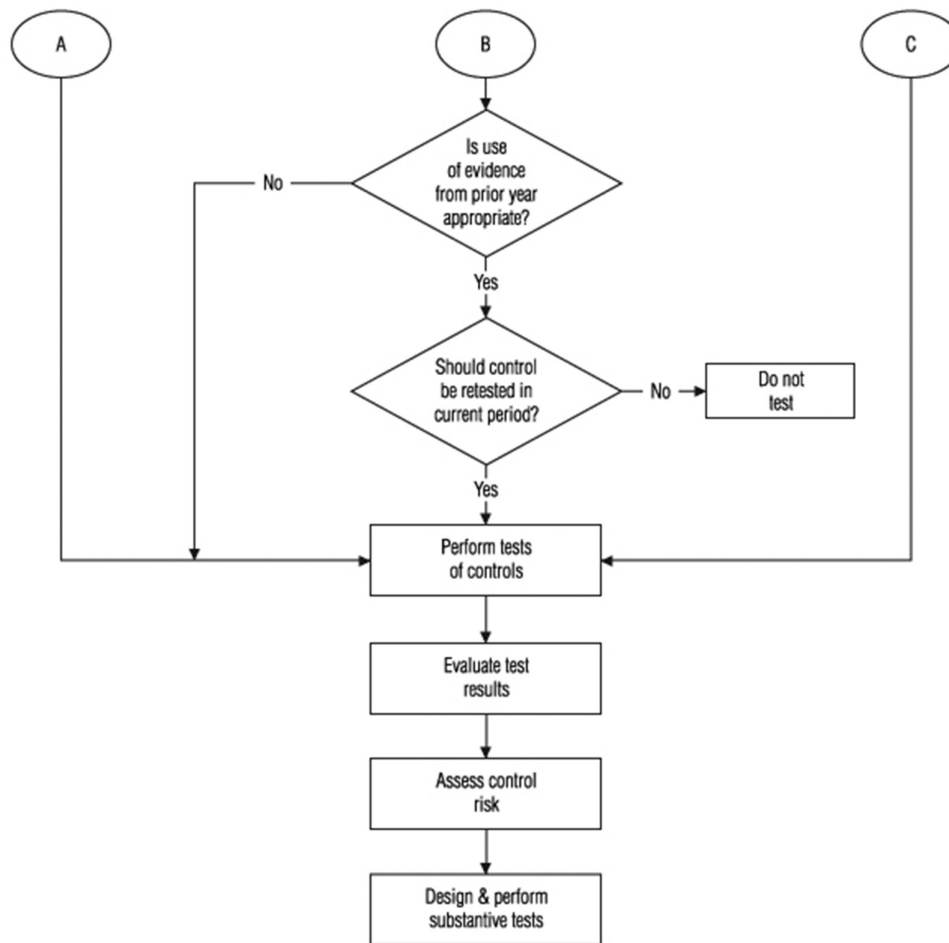 A
B
C
Is use
of evidence
from prior year
appropriate?
No
Yes
Should control
be retested in
current period?
No
Do not
test
Yes
Perform tests
of controls
Evaluate test
results
Assess control
risk
Design & perform
substantive tests